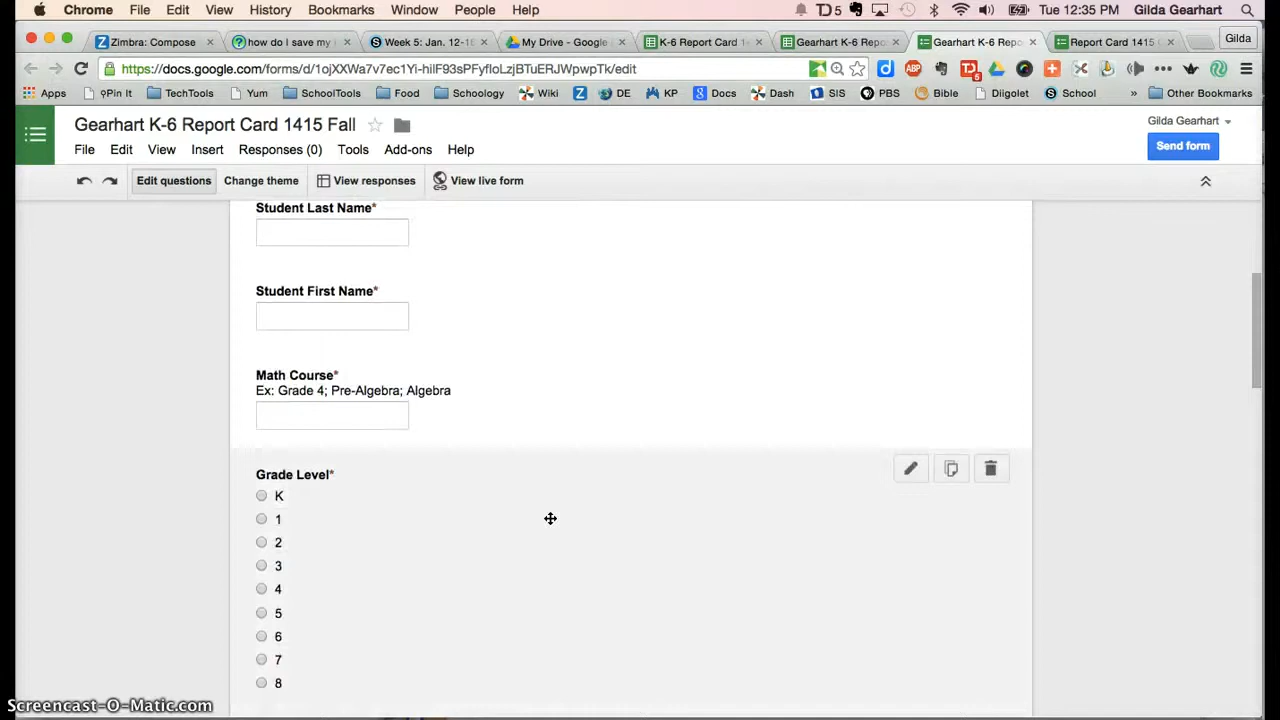 Chrome File Edit View History Bookmarks Window People Help 5 Tue 12:35 PM Gilda Gearhart
Zimbra: Compose how do I save my Week 5: Jan. 12-1 My Drive - Google K-6 Report Card 1 Gearhart K-6 Repo Gearhart K-6 Repo Report Card 1415 Gilda
https://docs.google.com/forms/d/1ojXXWa7v7ec1Yi-hilF93sPFyfloLzjBTuERJWpwpTk/edit
Apps Pin It TechTools Yum SchoolTools Food Schoology Wiki DE KP Docs Dash SIS PBS Bible Diigolet School » Other Bookmarks
Gearhart K-6 Report Card 1415 Fall
Gilda Gearhart
File Edit View Insert Responses (0) Tools Add-ons Help
Send form
Edit questions Change theme View responses View live form
Student Last Name*
Student First Name*
Math Course*
Ex: Grade 4; Pre-Algebra; Algebra
Grade Level*
K
1
2
3
4
5
6
7
8
Screencast-O-Matic.com